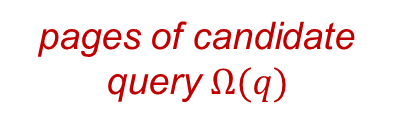 pages of candidate
query Ω(q)